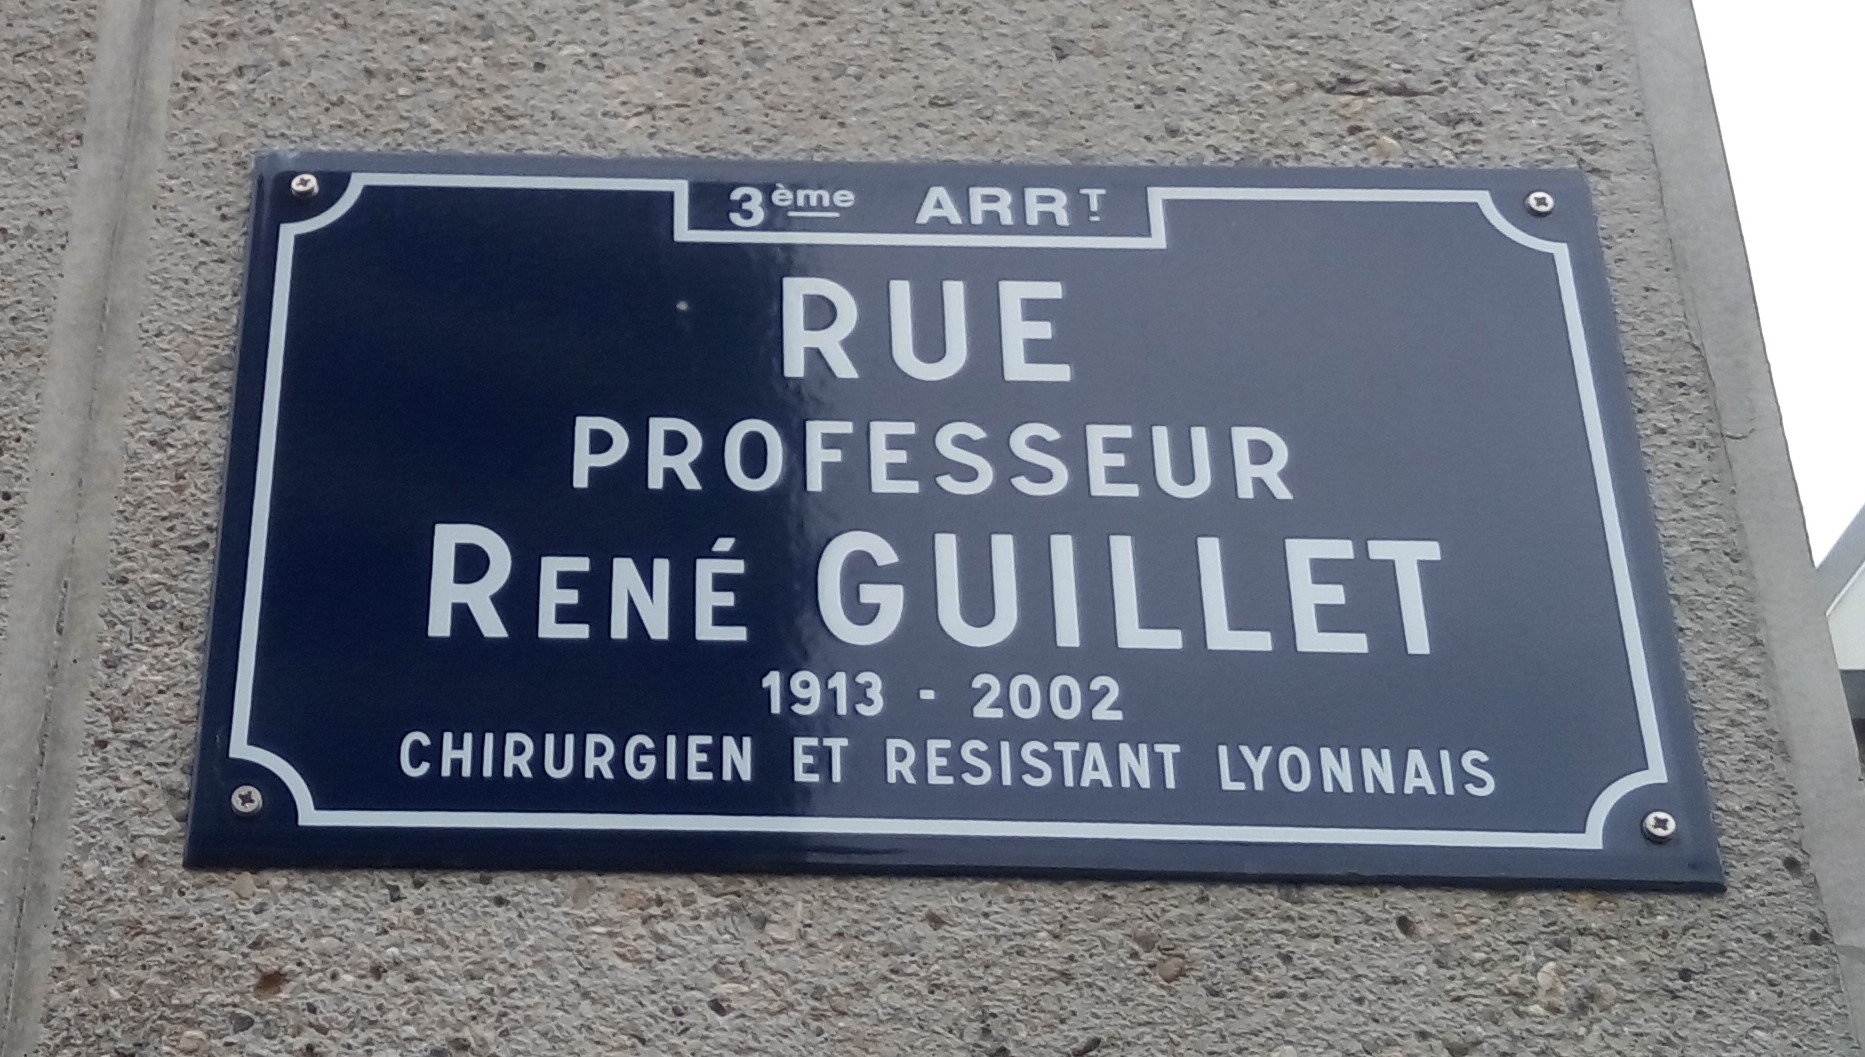 3ème ARRT
RUE
PROFESSEUR
RENÉ GUILLET
1913 - 2002
CHIRURGIEN ET RESISTANT LYONNAIS